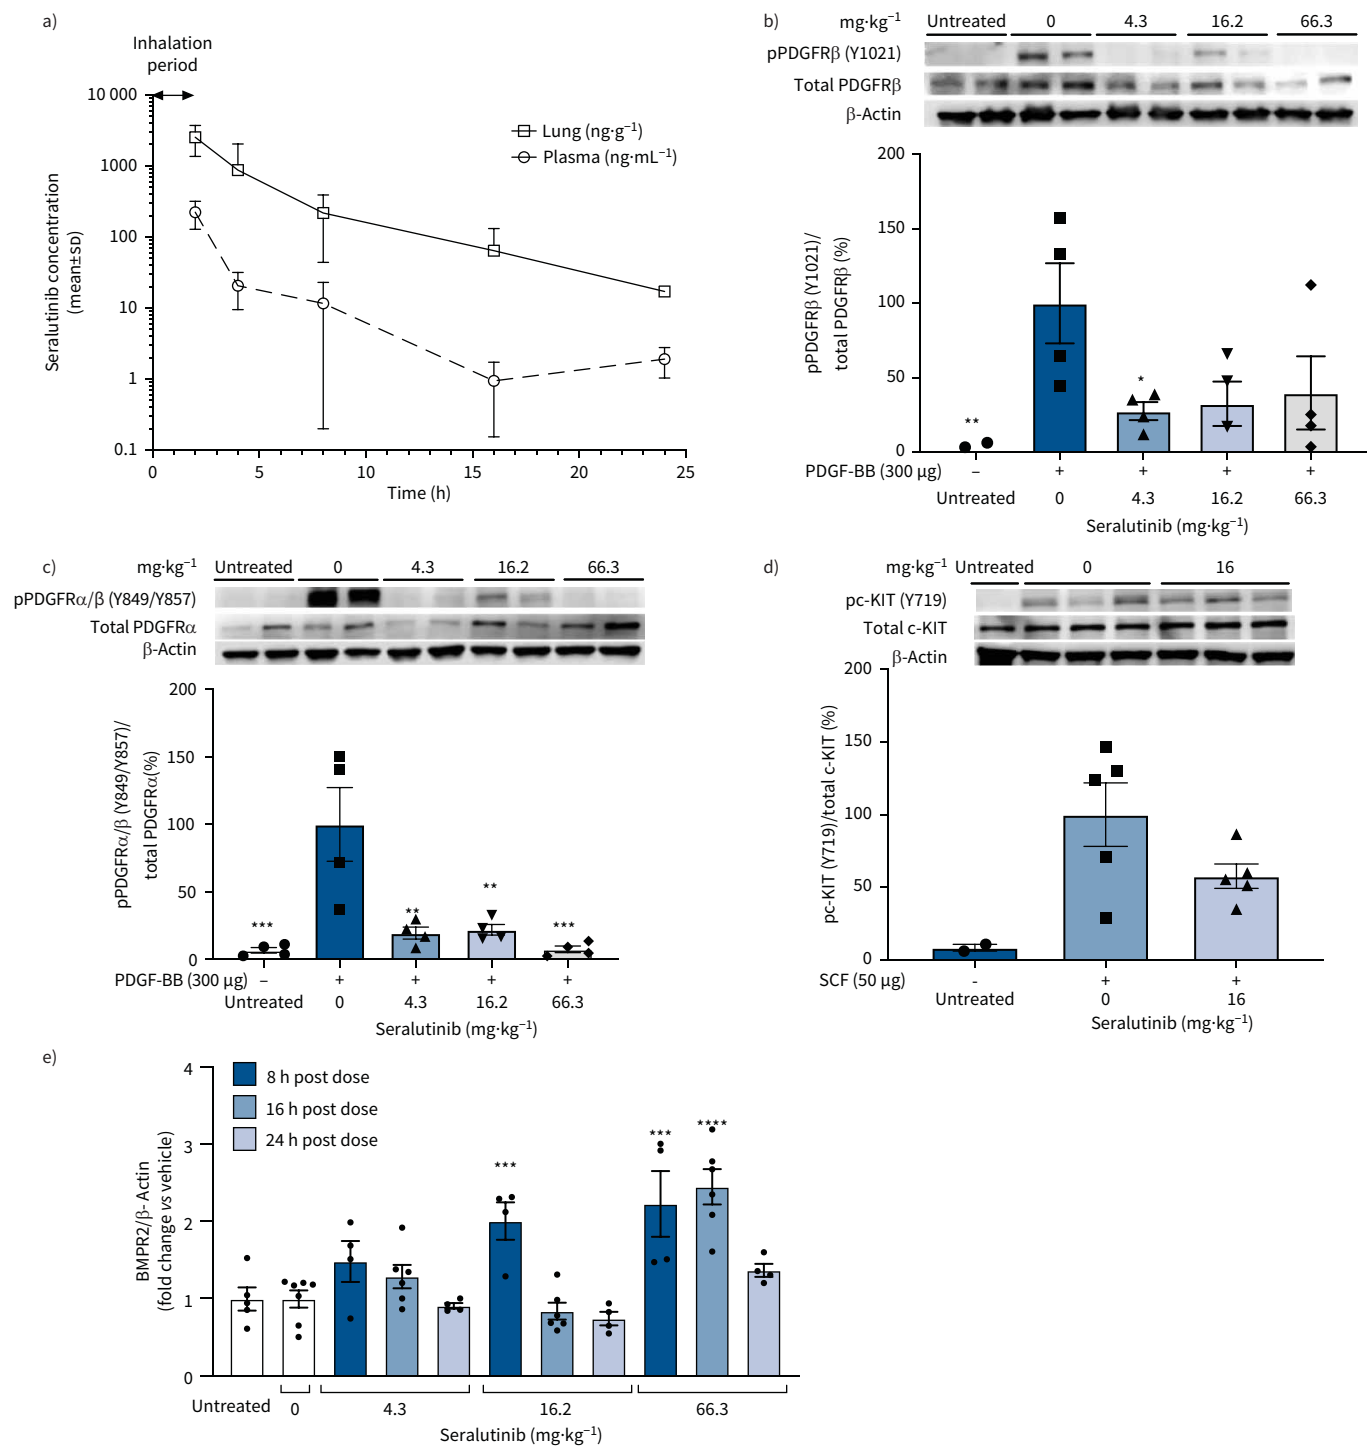 a)
Inhalation
period
10 000
1000
100
10
1
0.1
Seralutinib concentration
(mean±SD)
Lung (ng·g⁻¹)
Plasma (ng·mL⁻¹)
0 5 10 15 20 25
Time (h)
b)
mg·kg⁻¹ Untreated 0 4.3 16.2 66.3
pPDGFRβ (Y1021)
Total PDGFRβ
β-Actin
200
150
100
50
0
pPDGFRβ (Y1021)/
total PDGFRβ (%)
** *
PDGF-BB (300 µg) – + + + +
Untreated 0 4.3 16.2 66.3
Seralutinib (mg·kg⁻¹)
c)
mg·kg⁻¹ Untreated 0 4.3 16.2 66.3
pPDGFRα/β (Y849/Y857)
Total PDGFRα
β-Actin
200
150
100
50
0
pPDGFRα/β (Y849/Y857)/
total PDGFRα(%)
*** ** ** ***
PDGF-BB (300 µg) – + + + +
Untreated 0 4.3 16.2 66.3
Seralutinib (mg·kg⁻¹)
d)
mg·kg⁻¹ Untreated 0 16
pc-KIT (Y719)
Total c-KIT
β-Actin
200
150
100
50
0
pc-KIT (Y719)/total c-KIT (%)
SCF (50 µg) - + +
Untreated 0 16
Seralutinib (mg·kg⁻¹)
e)
4
3
2
1
0
BMPR2/β- Actin
(fold change vs vehicle)
8 h post dose
16 h post dose
24 h post dose
*** *** ****
Untreated 0 4.3 16.2 66.3
Seralutinib (mg·kg⁻¹)